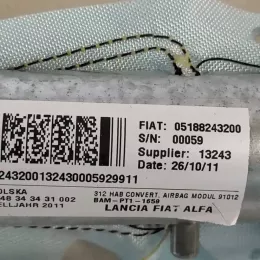 FIAT: 05188243200
S/N: 00059
Supplier: 13243
Date: 26/10/11
243200132430005929911
OLSKA
48 34 34 31 002
ELLJAHR 2011
312 HAB CONVERT, AIRBAG MODUL 91012
BAM-PT1-1659
LANCIA FIAT ALFA